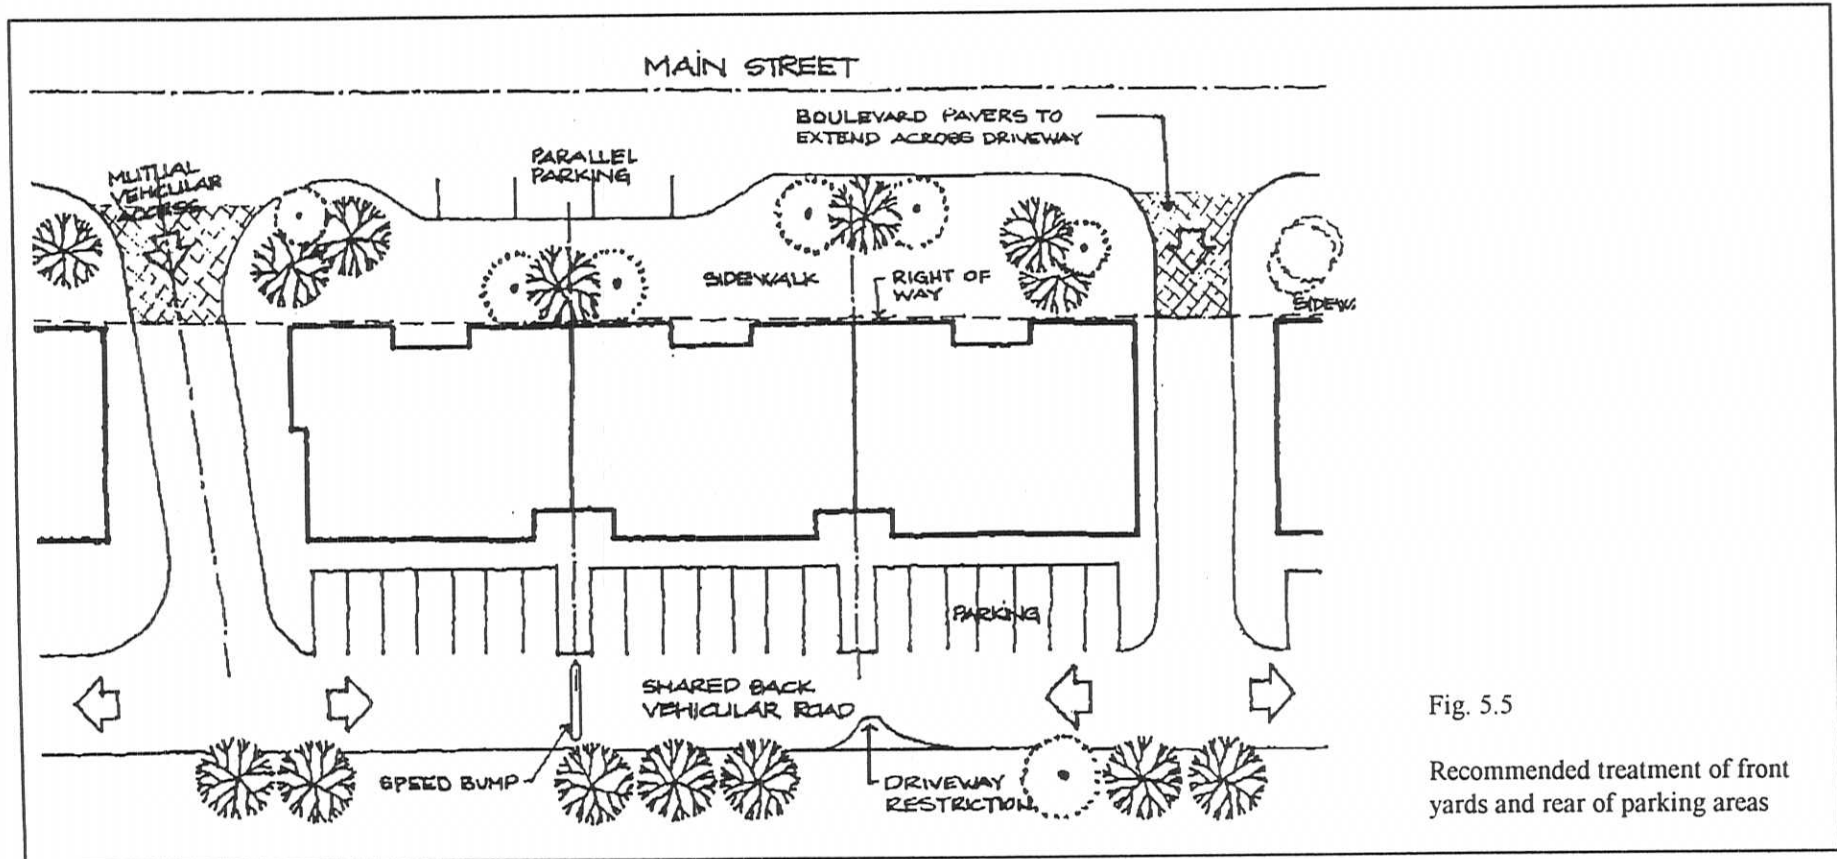 MAIN STREET
BOULEVARD PAVERS TO
EXTEND ACROSS DRIVEWAY
MUTUAL
VEHICULAR
ACCESS
PARALLEL
PARKING
SIDEWALK
RIGHT OF
WAY
SIDEW
PARKING
SHARED BACK
VEHICULAR ROAD
SPEED BUMP
DRIVEWAY
RESTRICTION
Fig. 5.5
Recommended treatment of front
yards and rear of parking areas